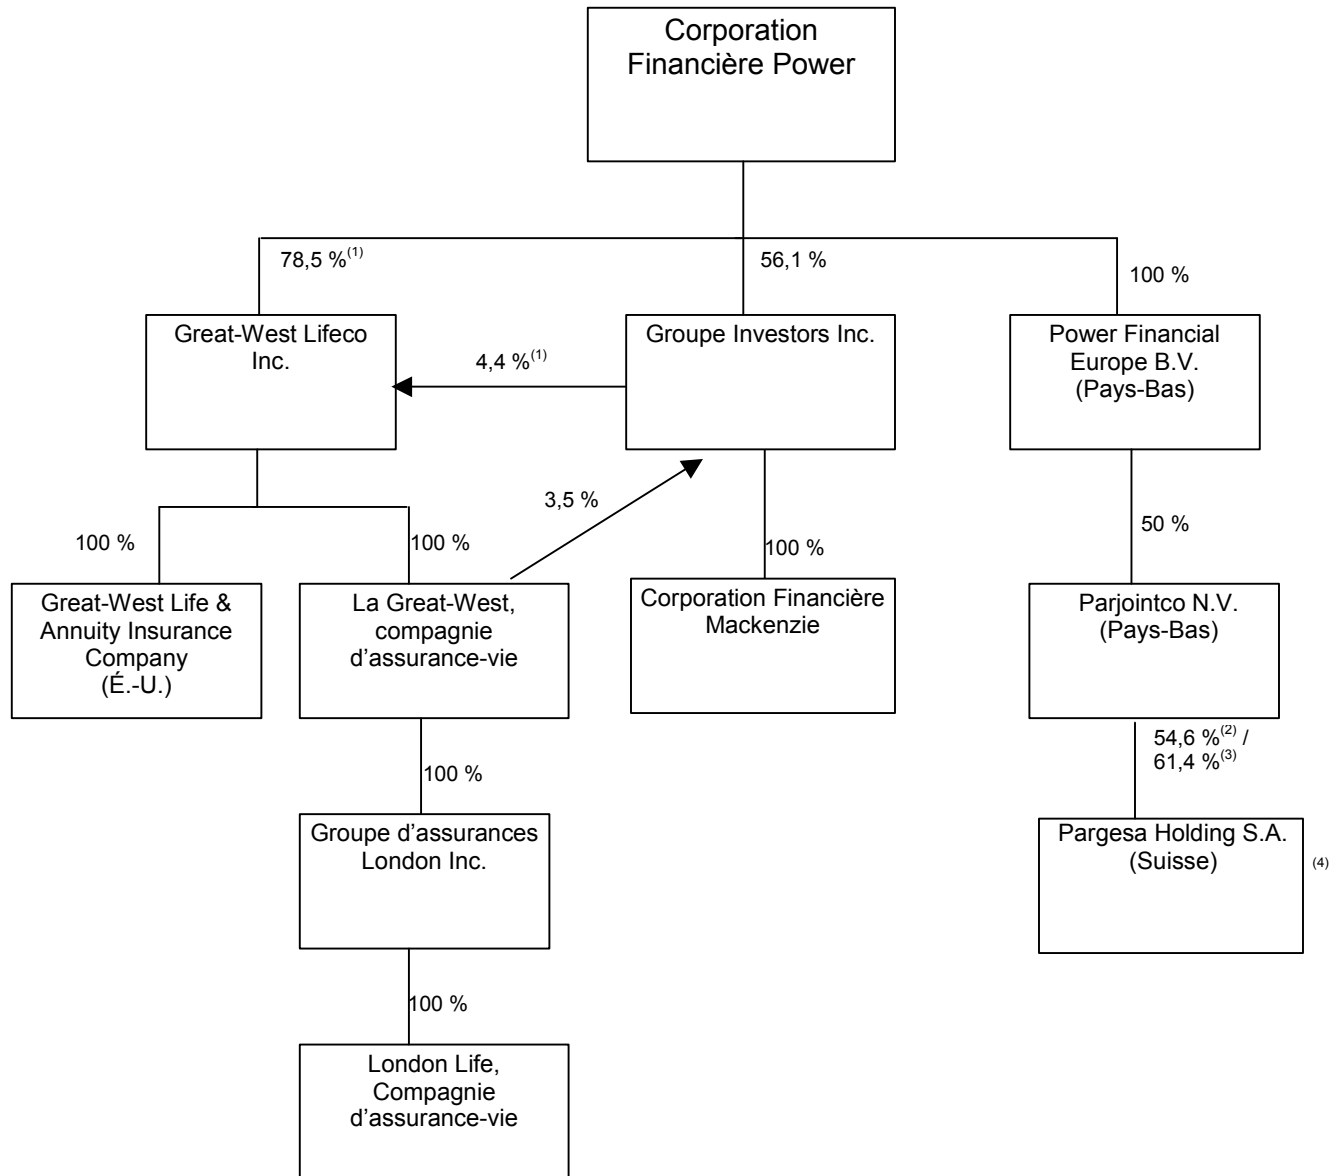 Corporation
Financière Power
78,5 %(1)
56,1 %
100 %
Great-West Lifeco
Inc.
4,4 %(1)
Groupe Investors Inc.
Power Financial
Europe B.V.
(Pays-Bas)
3,5 %
50 %
100 %
100 %
100 %
Great-West Life &
Annuity Insurance
Company
(É.-U.)
La Great-West,
compagnie
d'assurance-vie
Corporation Financière
Mackenzie
Parjointco N.V.
(Pays-Bas)
54,6 %(2) /
61,4 %(3)
100 %
Groupe d’assurances
London Inc.
Pargesa Holding S.A.
(Suisse)
(4)
100 %
London Life,
Compagnie
d'assurance-vie